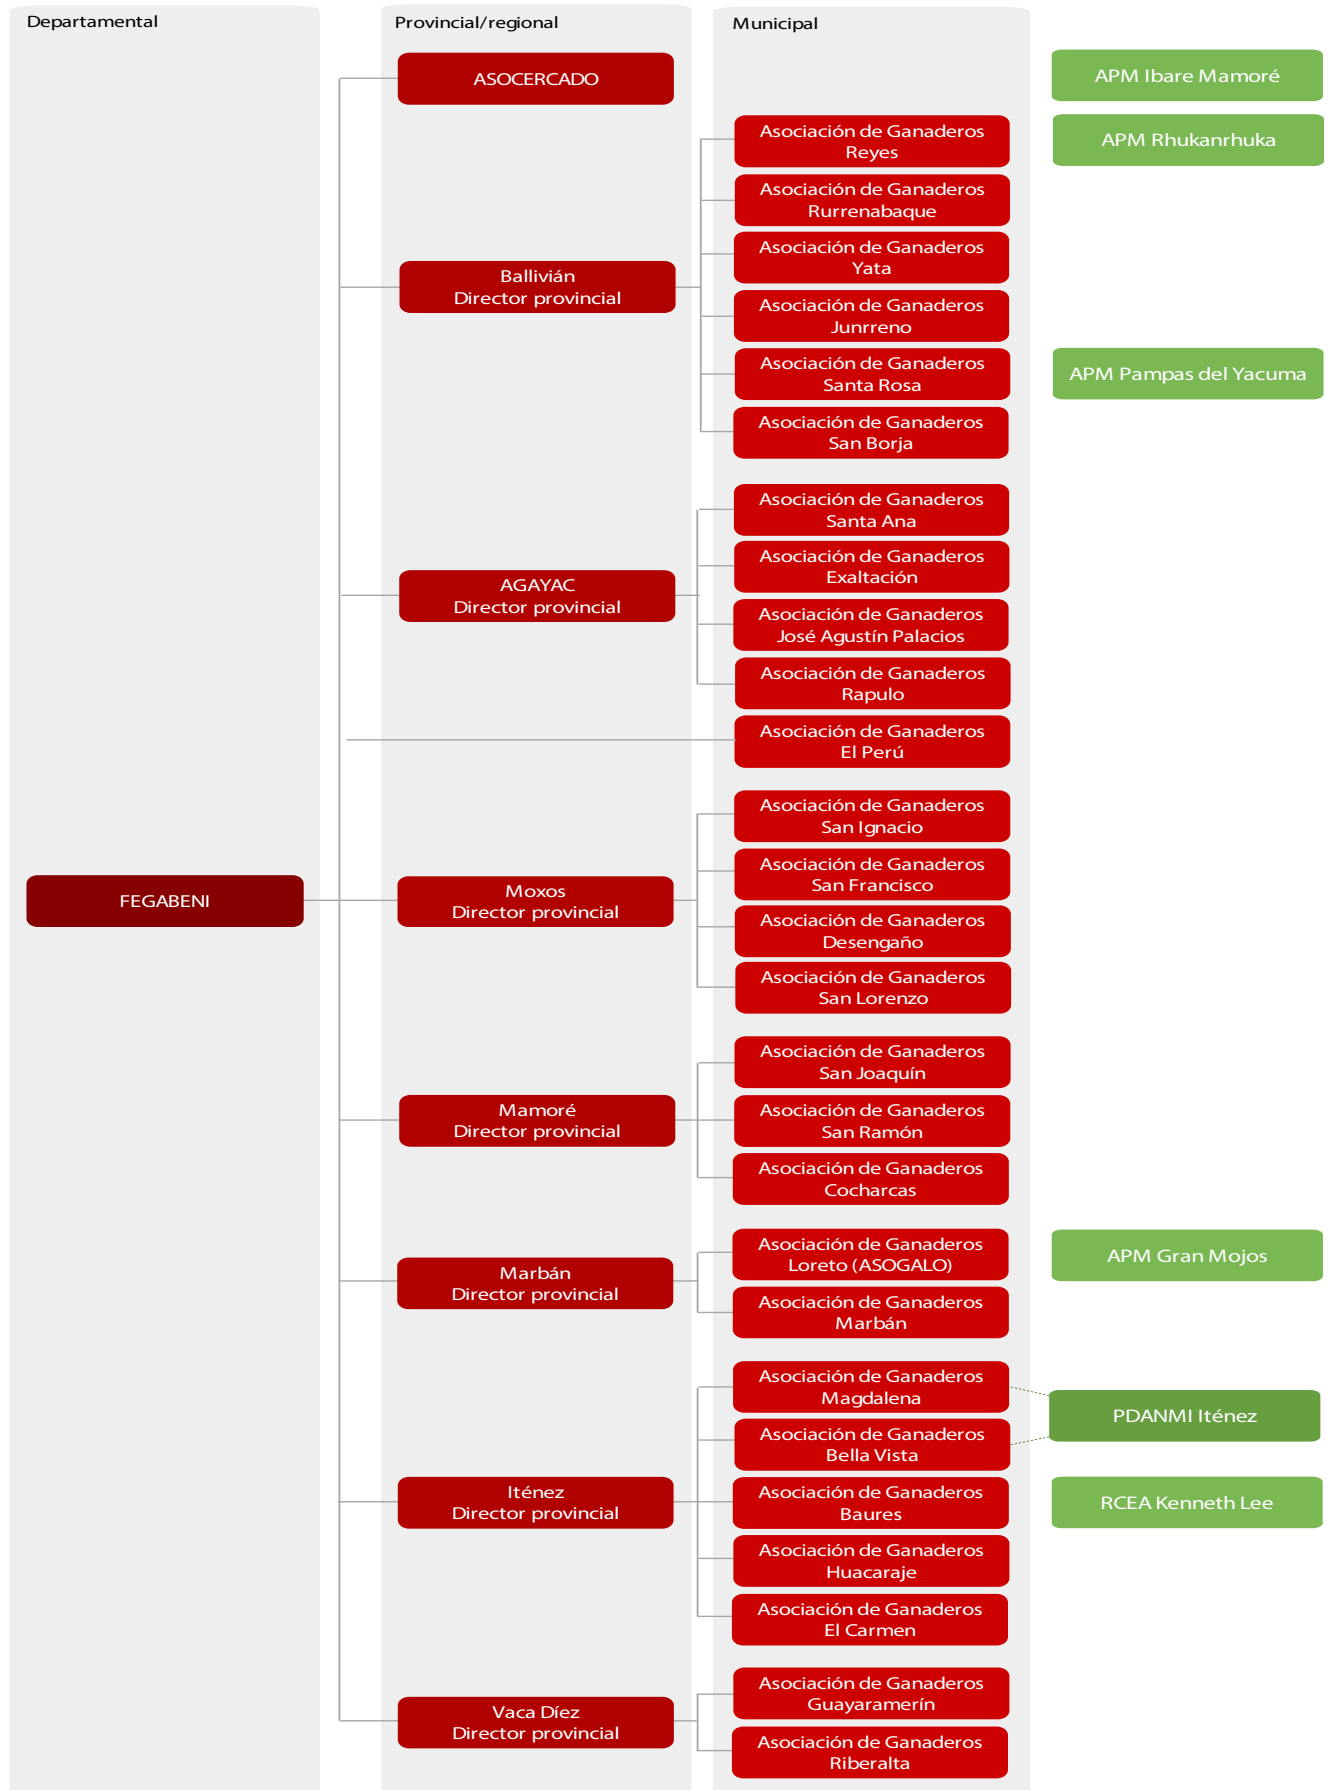 Departamental
Provincial/regional
Municipal
ASOCERCADO
APM Ibare Mamoré
Asociación de Ganaderos
Reyes
APM Rhukanrhuka
Asociación de Ganaderos
Rurrenabaque
Asociación de Ganaderos
Yata
Ballivián
Director provincial
Asociación de Ganaderos
Junrreno
Asociación de Ganaderos
Santa Rosa
APM Pampas del Yacuma
Asociación de Ganaderos
San Borja
Asociación de Ganaderos
Santa Ana
Asociación de Ganaderos
Exaltación
AGAYAC
Director provincial
Asociación de Ganaderos
José Agustín Palacios
Asociación de Ganaderos
Rapulo
Asociación de Ganaderos
El Perú
Asociación de Ganaderos
San Ignacio
Asociación de Ganaderos
San Francisco
FEGABENI
Moxos
Director provincial
Asociación de Ganaderos
Desengaño
Asociación de Ganaderos
San Lorenzo
Asociación de Ganaderos
San Joaquín
Mamoré
Director provincial
Asociación de Ganaderos
San Ramón
Asociación de Ganaderos
Cocharcas
Asociación de Ganaderos
Loreto (ASOGALO)
APM Gran Mojos
Marbán
Director provincial
Asociación de Ganaderos
Marbán
Asociación de Ganaderos
Magdalena
PDANMI Iténez
Asociación de Ganaderos
Bella Vista
Iténez
Director provincial
Asociación de Ganaderos
Baures
RCEA Kenneth Lee
Asociación de Ganaderos
Huacaraje
Asociación de Ganaderos
El Carmen
Asociación de Ganaderos
Guayaramerín
Vaca Díez
Director provincial
Asociación de Ganaderos
Riberalta